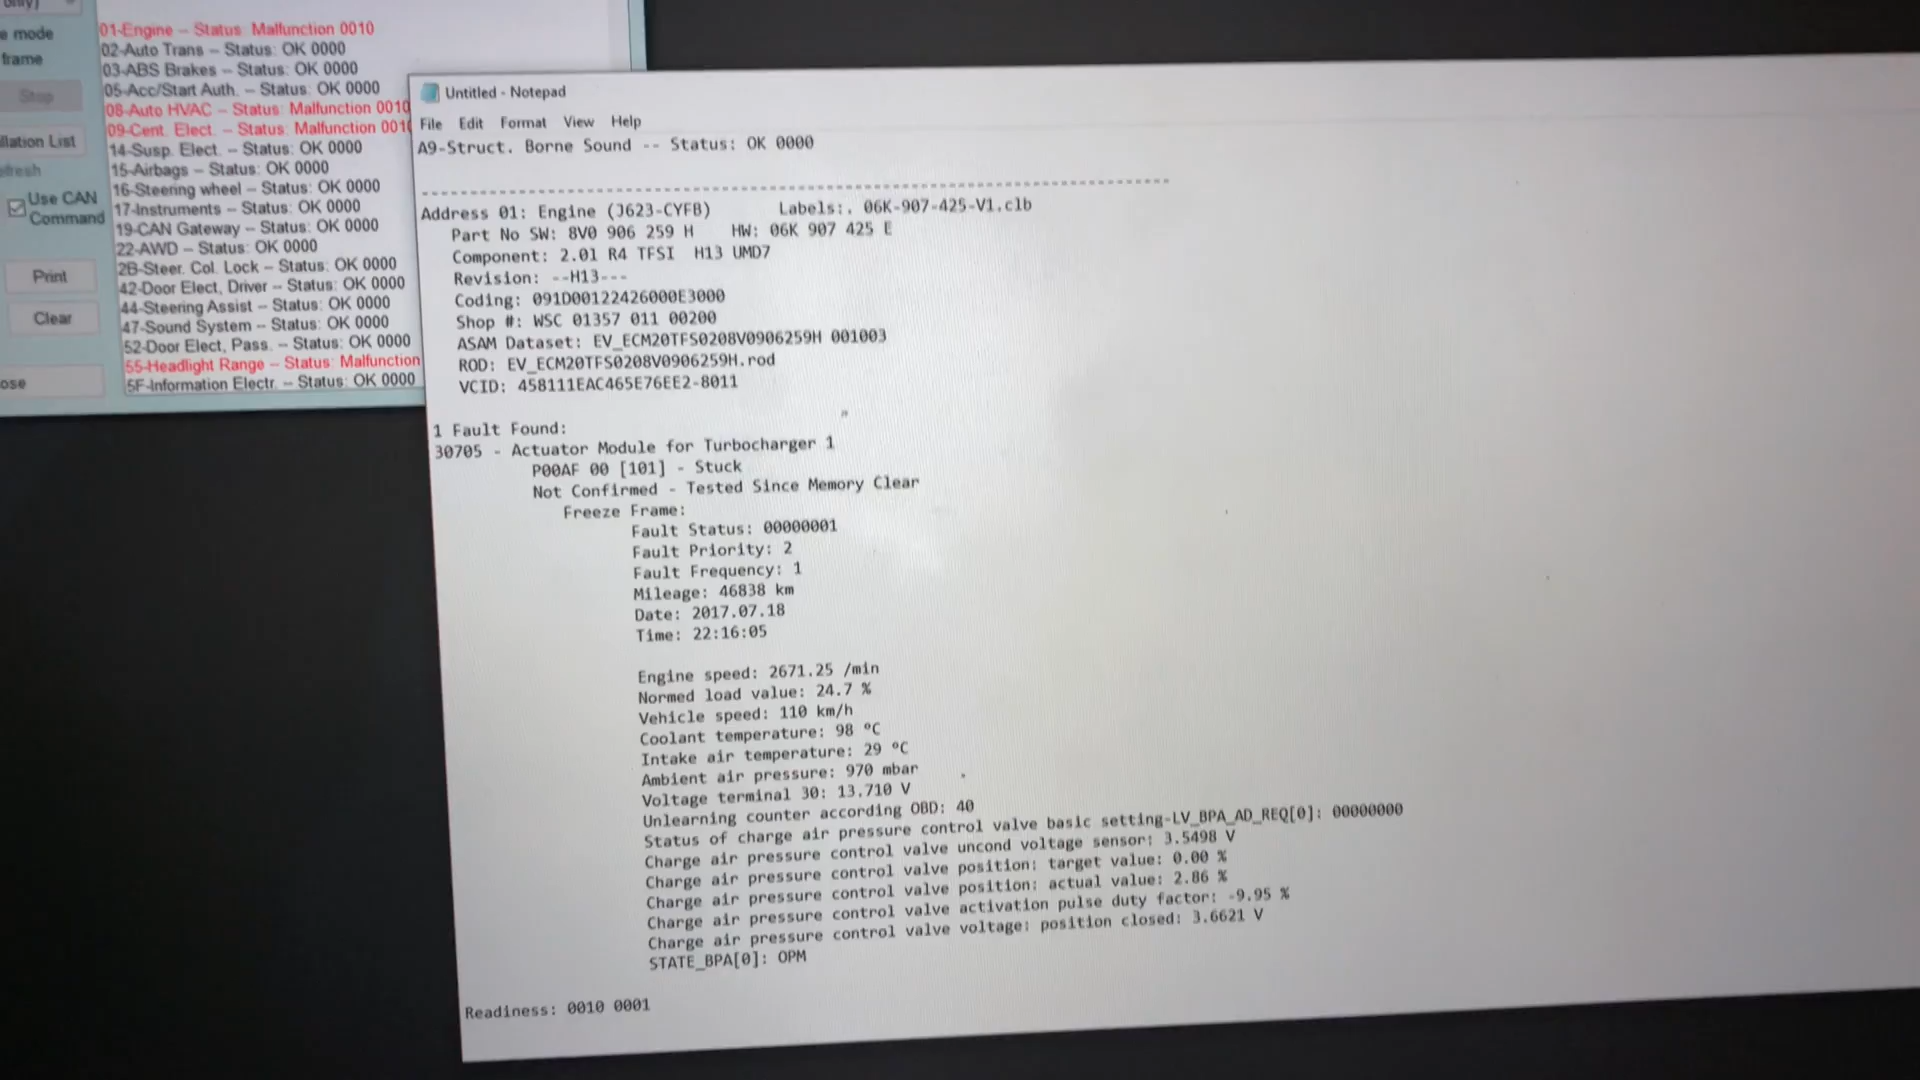 only)
e mode
frame
Stop
llation List
efresh
Use CAN
Command
Print
Clear
ose
01-Engine -- Status: Malfunction 0010
02-Auto Trans -- Status: OK 0000
03-ABS Brakes -- Status: OK 0000
05-Acc/Start Auth. -- Status: OK 0000
08-Auto HVAC -- Status: Malfunction 0010
09-Cent. Elect. -- Status: Malfunction 0010
14-Susp. Elect. -- Status: OK 0000
15-Airbags -- Status: OK 0000
16-Steering wheel -- Status: OK 0000
17-Instruments -- Status: OK 0000
19-CAN Gateway -- Status: OK 0000
22-AWD -- Status: OK 0000
2B-Steer. Col. Lock -- Status: OK 0000
42-Door Elect, Driver -- Status: OK 0000
44-Steering Assist -- Status: OK 0000
47-Sound System -- Status: OK 0000
52-Door Elect, Pass. -- Status: OK 0000
55-Headlight Range -- Status: Malfunction
5F-Information Electr. -- Status: OK 0000
Untitled - Notepad
File Edit Format View Help
A9-Struct. Borne Sound -- Status: OK 0000
-------------------------------------------------------------------------------
Address 01: Engine (J623-CYFB) Labels:. 06K-907-425-V1.clb
Part No SW: 8V0 906 259 H HW: 06K 907 425 E
Component: 2.0l R4 TFSI H13 UMD7
Revision: --H13---
Coding: 091D00122426000E3000
Shop #: WSC 01357 011 00200
ASAM Dataset: EV_ECM20TFS0208V0906259H 001003
ROD: EV_ECM20TFS0208V0906259H.rod
VCID: 458111EAC465E76EE2-8011
1 Fault Found:
30705 - Actuator Module for Turbocharger 1
P00AF 00 [101] - Stuck
Not Confirmed - Tested Since Memory Clear
Freeze Frame:
Fault Status: 00000001
Fault Priority: 2
Fault Frequency: 1
Mileage: 46838 km
Date: 2017.07.18
Time: 22:16:05
Engine speed: 2671.25 /min
Normed load value: 24.7 %
Vehicle speed: 110 km/h
Coolant temperature: 98 °C
Intake air temperature: 29 °C
Ambient air pressure: 970 mbar
Voltage terminal 30: 13.710 V
Unlearning counter according OBD: 40
Status of charge air pressure control valve basic setting-LV_BPA_AD_REQ[0]: 00000000
Charge air pressure control valve uncond voltage sensor: 3.5498 V
Charge air pressure control valve position: target value: 0.00 %
Charge air pressure control valve position: actual value: 2.86 %
Charge air pressure control valve activation pulse duty factor: -9.95 %
Charge air pressure control valve voltage: position closed: 3.6621 V
STATE_BPA[0]: OPM
Readiness: 0010 0001